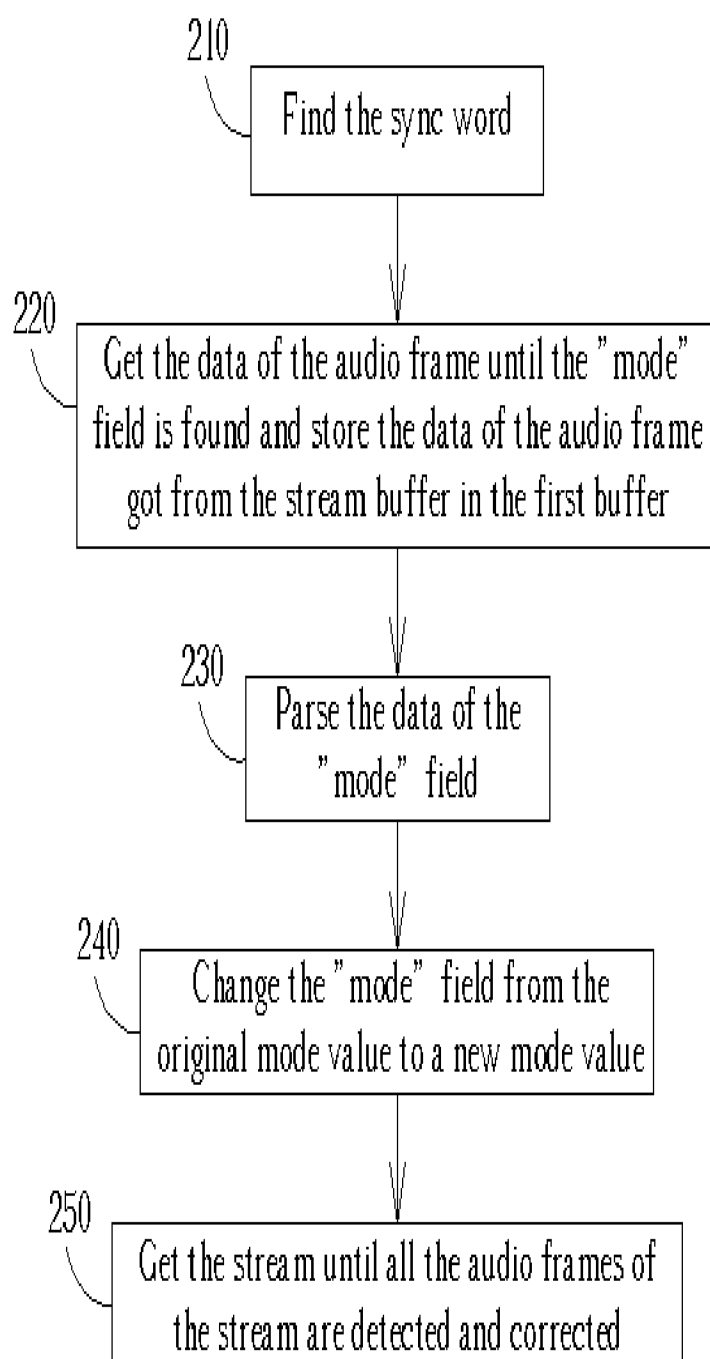 210
Find the sync word
220
Get the data of the audio frame until the "mode"
field is found and store the data of the audio frame
got from the stream buffer in the first buffer
230
Parse the data of the
"mode" field
240
Change the "mode" field from the
original mode value to a new mode value
250
Get the stream until all the audio frames of
the stream are detected and corrected